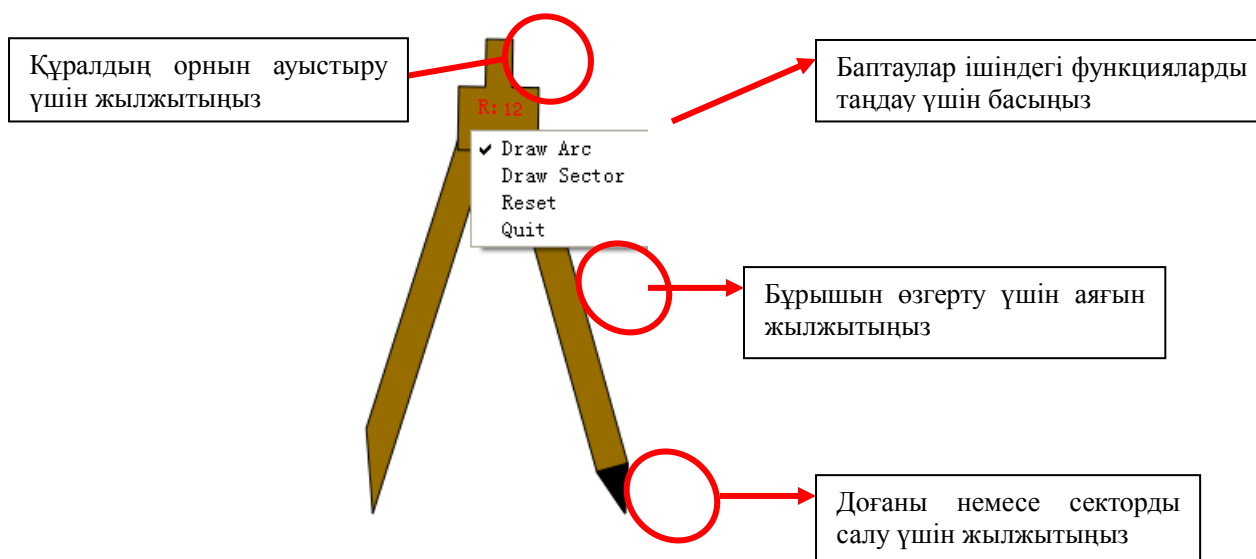 Құралдың орнын ауыстыру
үшін жылжытыңыз
Баптаулар ішіндегі функцияларды
таңдау үшін басыңыз
R: 12
Draw Arc
Draw Sector
Reset
Quit
Бұрышын өзгерту үшін аяғын
жылжытыңыз
Доғаны немесе секторды
салу үшін жылжытыңыз